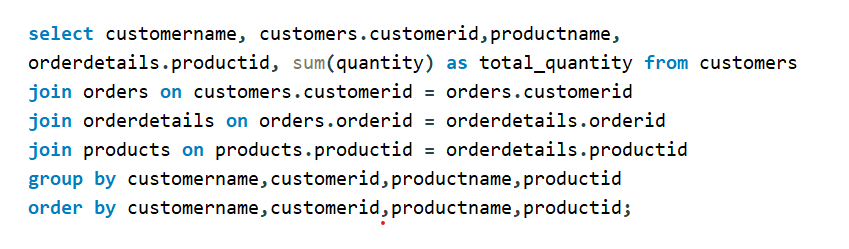 select customername, customers.customerid,productname,
orderdetails.productid, sum(quantity) as total_quantity from customers
join orders on customers.customerid = orders.customerid
join orderdetails on orders.orderid = orderdetails.orderid
join products on products.productid = orderdetails.productid
group by customername,customerid,productname,productid
order by customername,customerid,productname,productid;